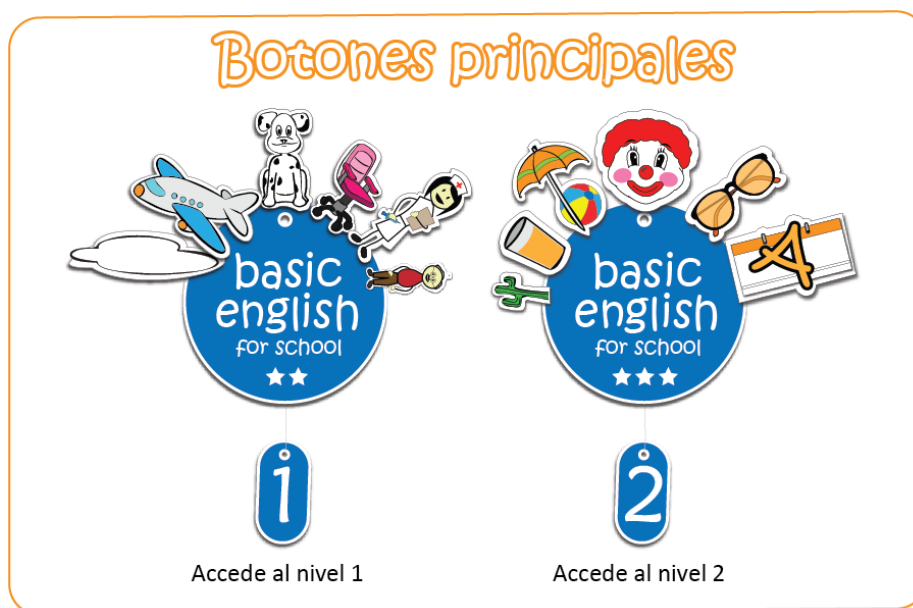 Botones principales
basic
english
for school
1
Accede al nivel 1
basic
english
for school
A
2
Accede al nivel 2